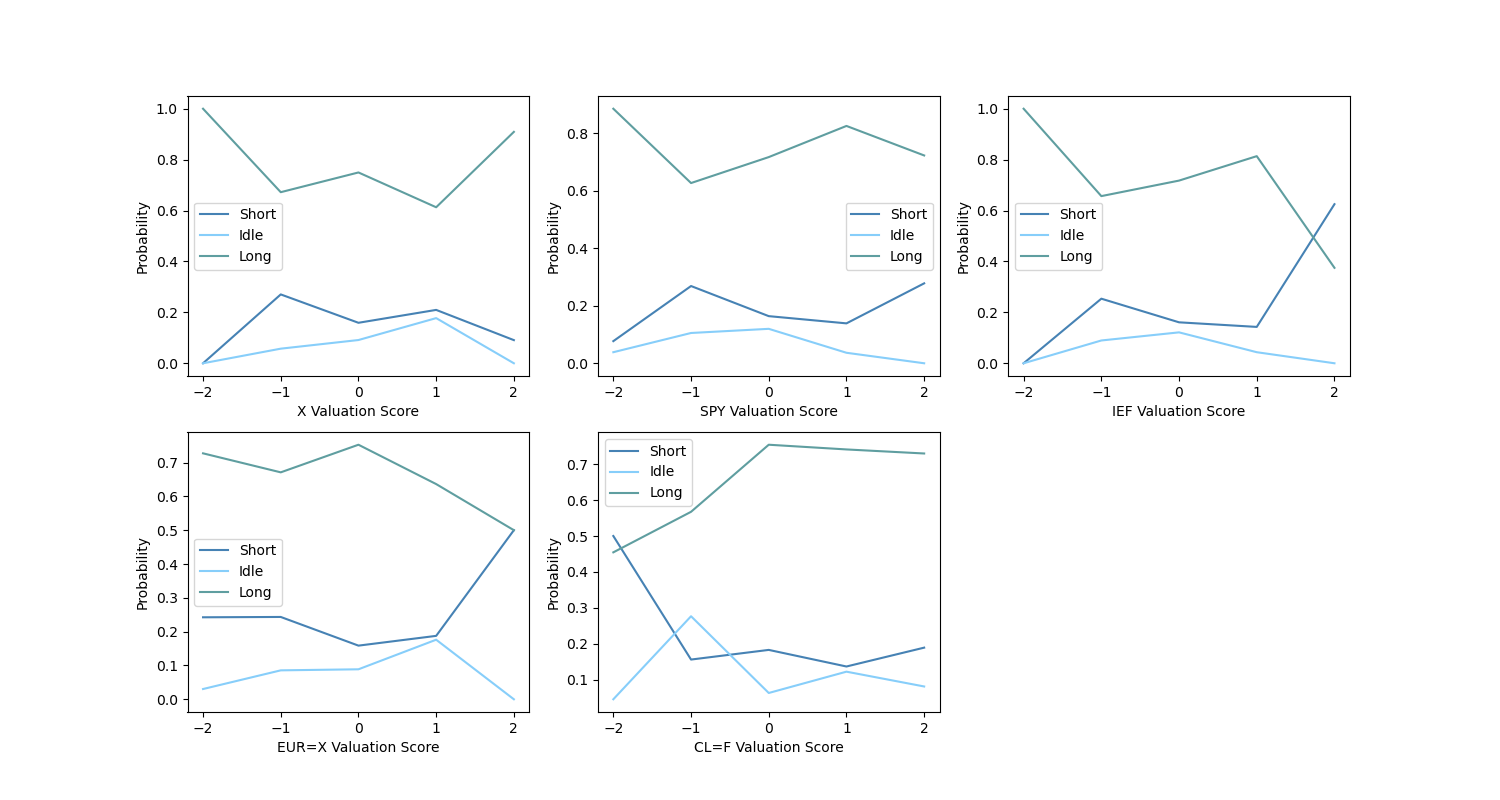 Probability
1.0
0.8
0.6
0.4
0.2
0.0
Short
Idle
Long
−2 −1 0 1 2
X Valuation Score
Probability
0.8
0.6
0.4
0.2
0.0
Short
Idle
Long
−2 −1 0 1 2
SPY Valuation Score
Probability
1.0
0.8
0.6
0.4
0.2
0.0
Short
Idle
Long
−2 −1 0 1 2
IEF Valuation Score
Probability
0.7
0.6
0.5
0.4
0.3
0.2
0.1
0.0
Short
Idle
Long
−2 −1 0 1 2
EUR=X Valuation Score
Probability
0.7
0.6
0.5
0.4
0.3
0.2
0.1
Short
Idle
Long
−2 −1 0 1 2
CL=F Valuation Score